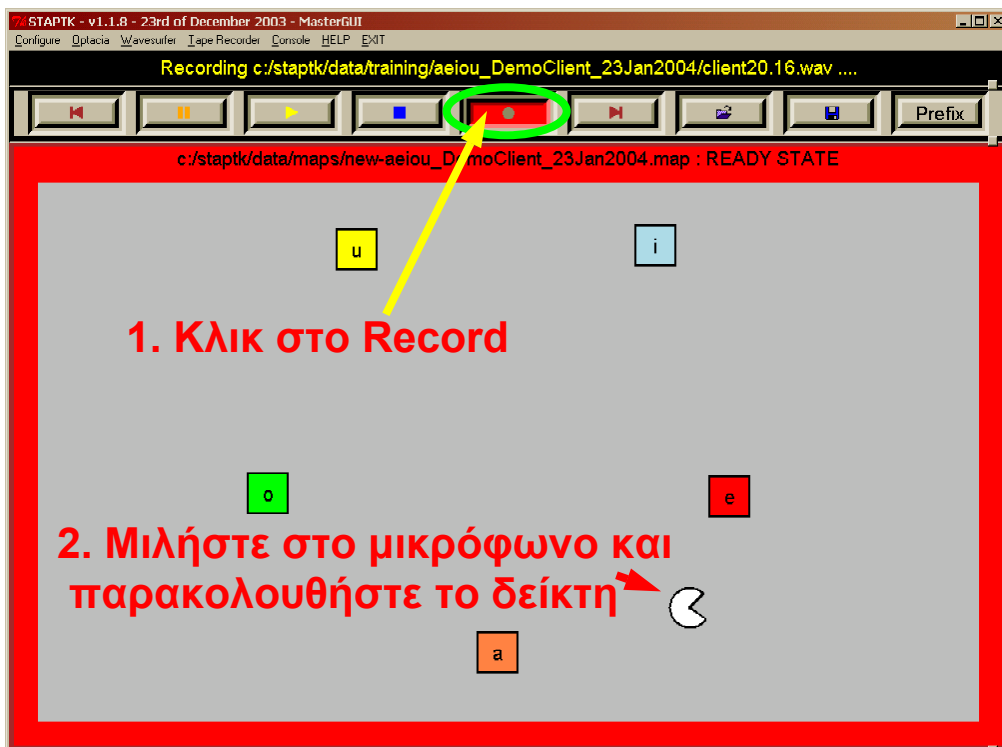 STAPTK - v1.1.8 - 23rd of December 2003 - MasterGUI
Configure Optacia Wavesurfer Tape Recorder Console HELP EXIT
Recording c:/staptk/data/training/aeiou_DemoClient_23Jan2004/client20.16.wav ....
Prefix
c:/staptk/data/maps/new-aeiou_DemoClient_23Jan2004.map : READY STATE
u i
1. Κλικ στο Record
o e
2. Μιλήστε στο μικρόφωνο και
παρακολουθήστε το δείκτη
a